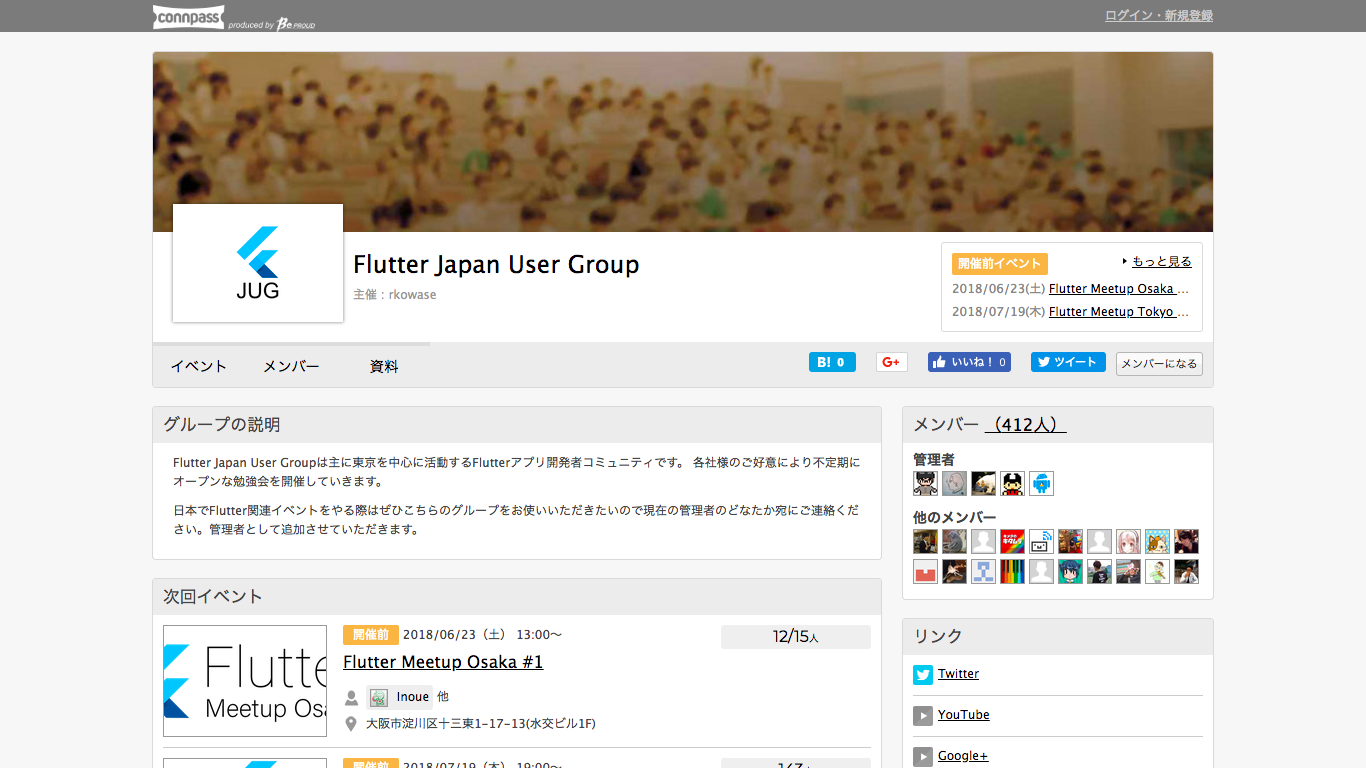 connpass produced by Be PROUD
ログイン・新規登録
JUG
Flutter Japan User Group
主催：rkowase
開催前イベント
もっと見る
2018/06/23(土) Flutter Meetup Osaka ...
2018/07/19(木) Flutter Meetup Tokyo ...
イベント
メンバー
資料
B! 0
G+
いいね！ 0
ツイート
メンバーになる
グループの説明
Flutter Japan User Groupは主に東京を中心に活動するFlutterアプリ開発者コミュニティです。 各社様のご好意により不定期に
オープンな勉強会を開催していきます。
日本でFlutter関連イベントをやる際はぜひこちらのグループをお使いいただきたいので現在の管理者のどなたか宛にご連絡くだ
さい。管理者として追加させていただきます。
メンバー （412人）
管理者
他のメンバー
次回イベント
Flutte
Meetup Osa
開催前 2018/06/23（土） 13:00〜
12/15人
Flutter Meetup Osaka #1
Inoue 他
大阪市淀川区十三東1-17-13(水交ビル1F)
開催前 2018/07/19（木） 19:00〜
リンク
Twitter
YouTube
Google+